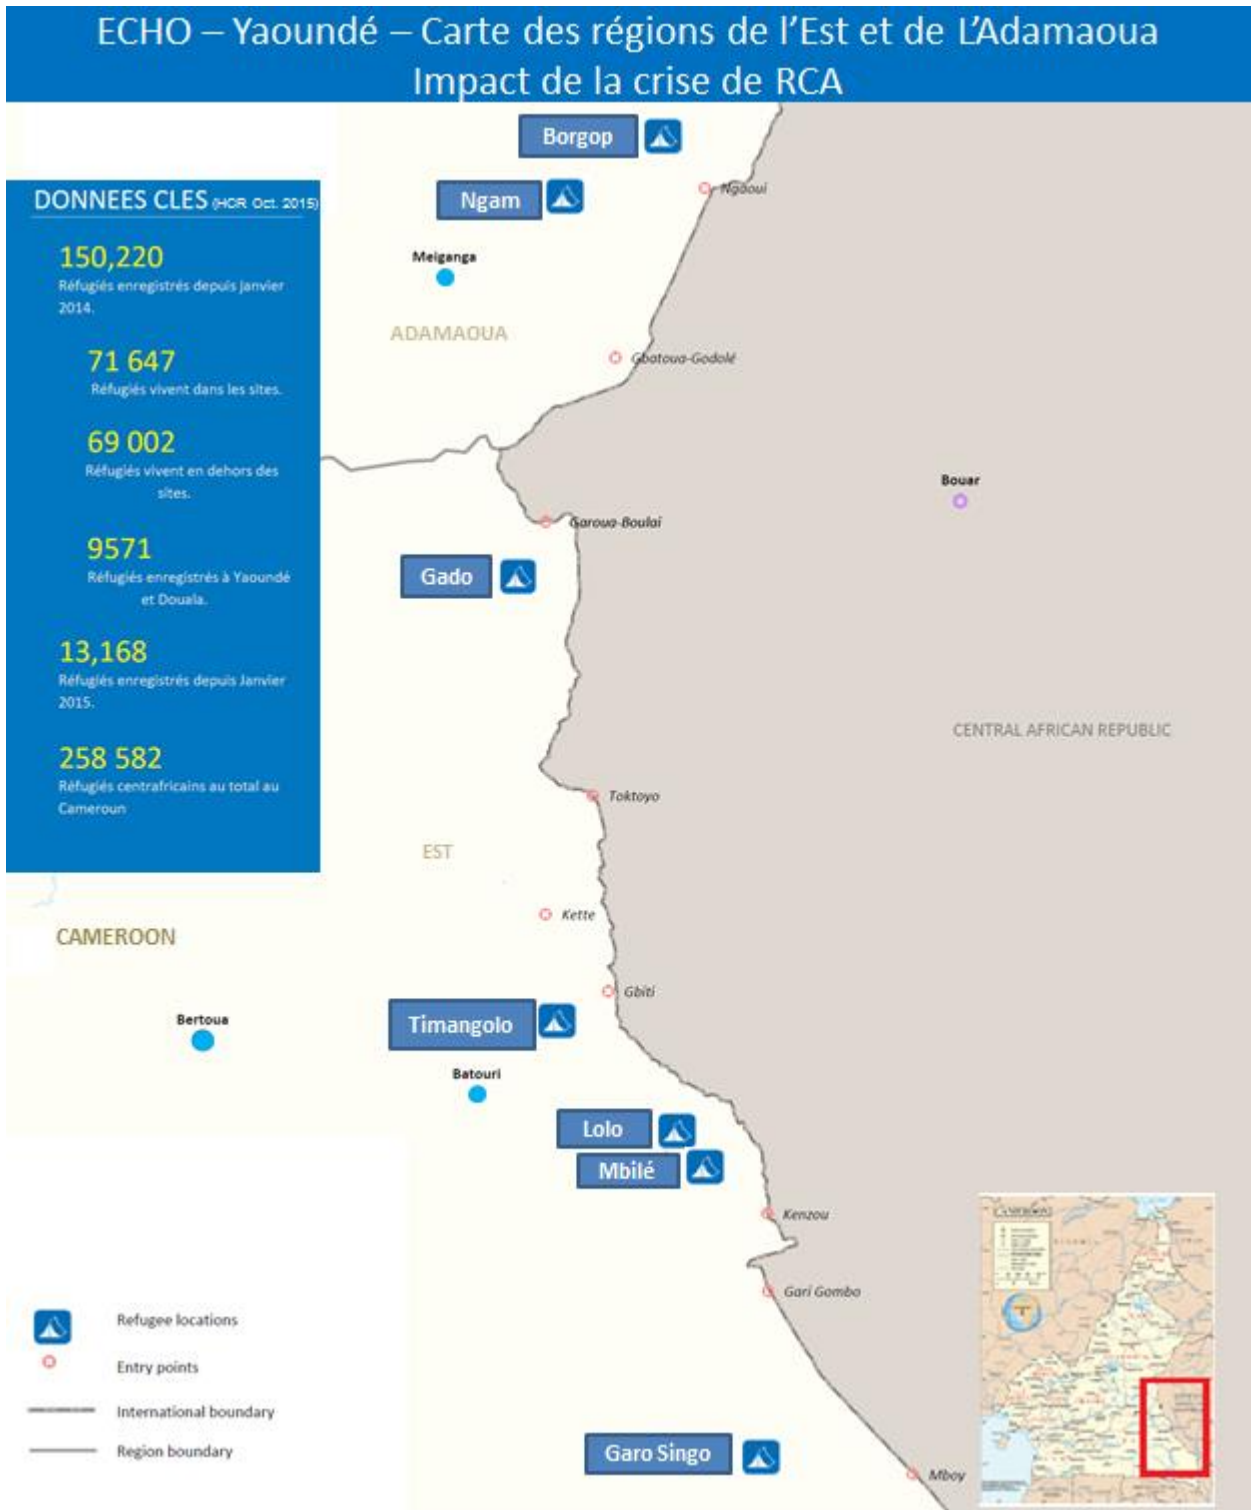 ECHO – Yaoundé – Carte des régions de l'Est et de L'Adamaoua
Impact de la crise de RCA
DONNEES CLES (HCR Oct. 2015)
150,220
Réfugiés enregistrés depuis janvier
2014.
71 647
Réfugiés vivent dans les sites.
69 002
Réfugiés vivent en dehors des
sites.
9571
Réfugiés enregistrés à Yaoundé
et Douala.
13,168
Réfugiés enregistrés depuis Janvier
2015.
258 582
Réfugiés centrafricains au total au
Cameroun
Borgop
Ngaoui
Ngam
Meiganga
ADAMAOUA
Gbatoua-Godolé
Bouar
Garoua-Boulai
Gado
CENTRAL AFRICAN REPUBLIC
Toktoyo
EST
Kette
CAMEROON
Gbiti
Timangolo
Bertoua
Batouri
Lolo
Mbilé
Kenzou
Gari Gombo
Garo Singo
Mboy
Refugee locations
Entry points
International boundary
Region boundary
CAMEROON